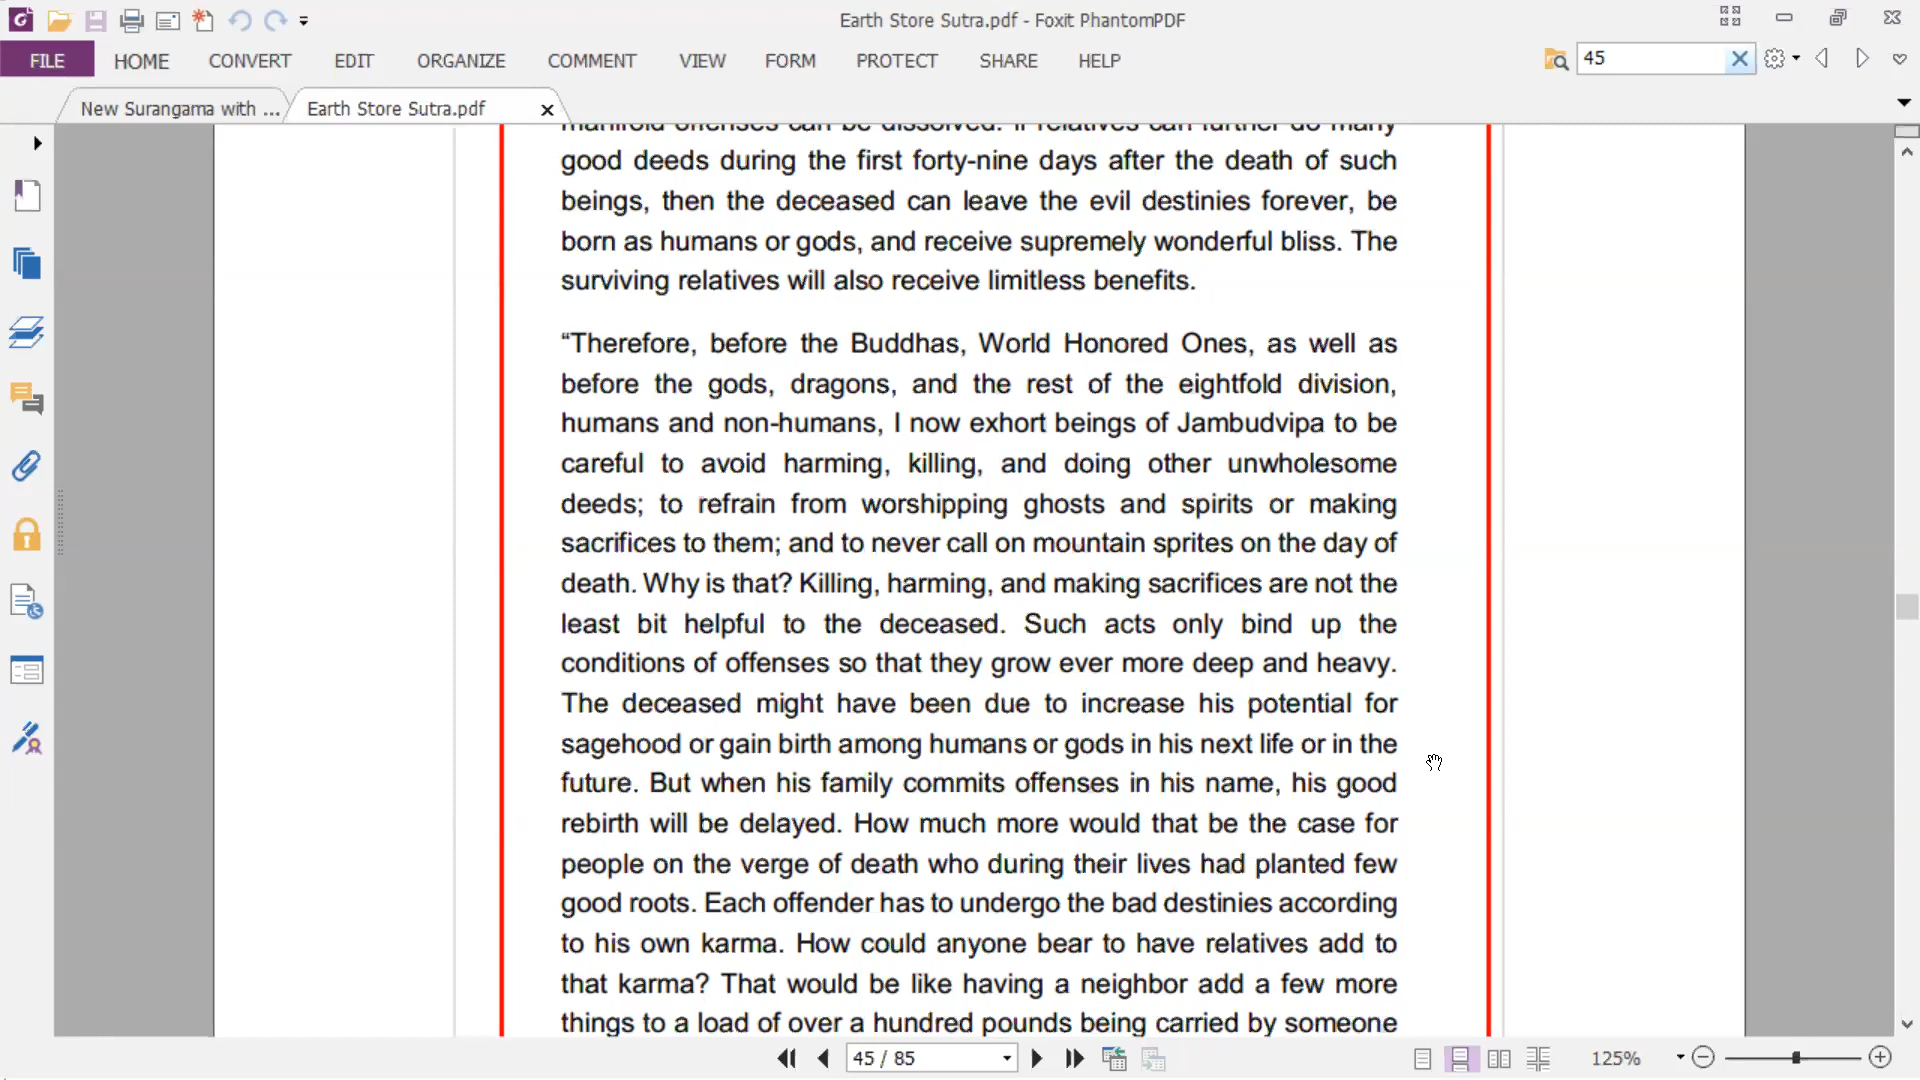 Earth Store Sutra.pdf - Foxit PhantomPDF
FILE HOME CONVERT EDIT ORGANIZE COMMENT VIEW FORM PROTECT SHARE HELP 45
New Surangama with ... Earth Store Sutra.pdf
manifold offenses can be dissolved. If relatives can further do many
good deeds during the first forty-nine days after the death of such
beings, then the deceased can leave the evil destinies forever, be
born as humans or gods, and receive supremely wonderful bliss. The
surviving relatives will also receive limitless benefits.
“Therefore, before the Buddhas, World Honored Ones, as well as
before the gods, dragons, and the rest of the eightfold division,
humans and non-humans, I now exhort beings of Jambudvipa to be
careful to avoid harming, killing, and doing other unwholesome
deeds; to refrain from worshipping ghosts and spirits or making
sacrifices to them; and to never call on mountain sprites on the day of
death. Why is that? Killing, harming, and making sacrifices are not the
least bit helpful to the deceased. Such acts only bind up the
conditions of offenses so that they grow ever more deep and heavy.
The deceased might have been due to increase his potential for
sagehood or gain birth among humans or gods in his next life or in the
future. But when his family commits offenses in his name, his good
rebirth will be delayed. How much more would that be the case for
people on the verge of death who during their lives had planted few
good roots. Each offender has to undergo the bad destinies according
to his own karma. How could anyone bear to have relatives add to
that karma? That would be like having a neighbor add a few more
things to a load of over a hundred pounds being carried by someone
45 / 85 125%